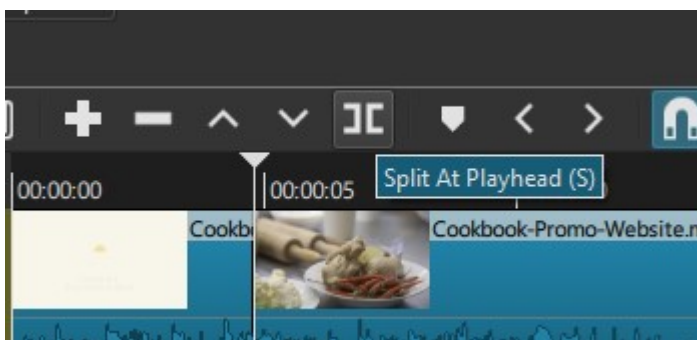 Split At Playhead (S)
00:00:00
00:00:05
Cookb
Cookbook-Promo-Website.m